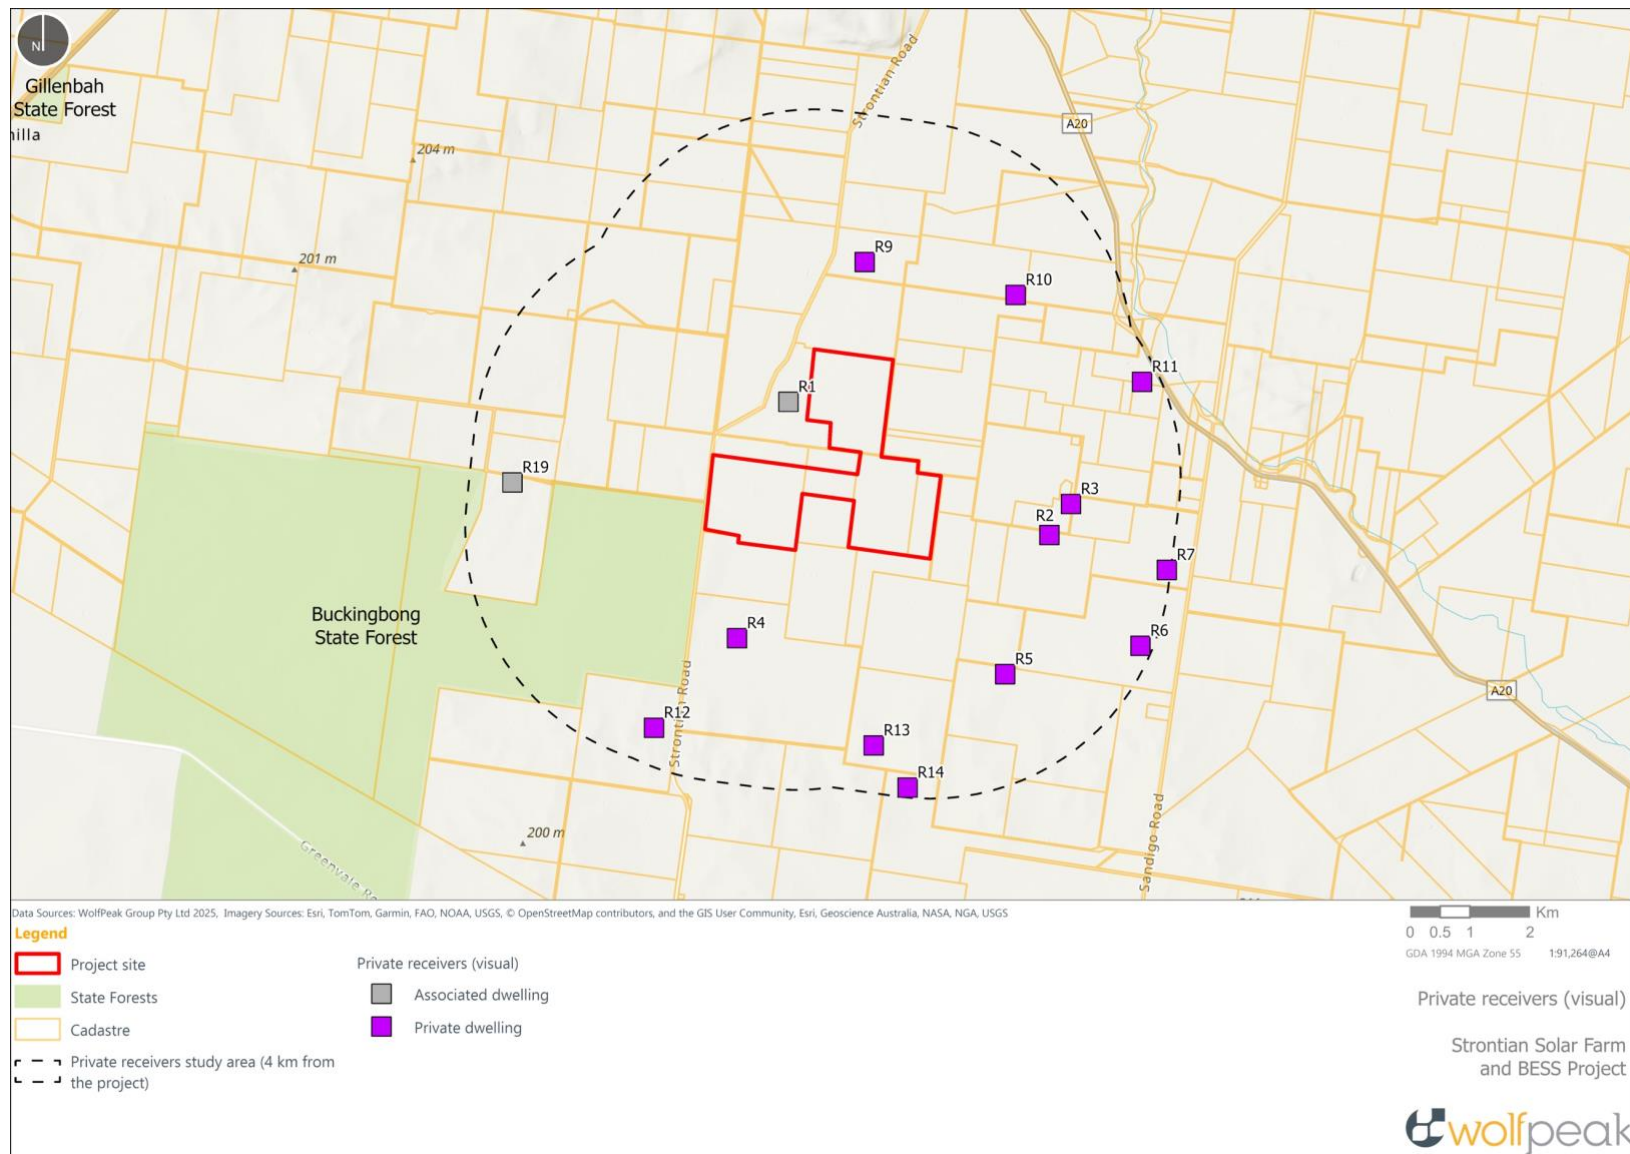 N
Gillenbah
State Forest
nilla
Strontian Road
A20
204 m
201 m
R9
R10
R11
R1
R19
R3
R2
R7
Buckingbong
State Forest
R4
R6
R5
A20
R12
Strontian Road
R13
R14
200 m
Sandigo Road
Greenvale Ro
Data Sources: WolfPeak Group Pty Ltd 2025, Imagery Sources: Esri, TomTom, Garmin, FAO, NOAA, USGS, © OpenStreetMap contributors, and the GIS User Community, Esri, Geoscience Australia, NASA, NGA, USGS
Km
0 0.5 1 2
GDA 1994 MGA Zone 55 1:91,264@A4
Legend
Project site
State Forests
Cadastre
Private receivers study area (4 km from
the project)
Private receivers (visual)
Associated dwelling
Private dwelling
Private receivers (visual)
Strontian Solar Farm
and BESS Project
wolfpeak